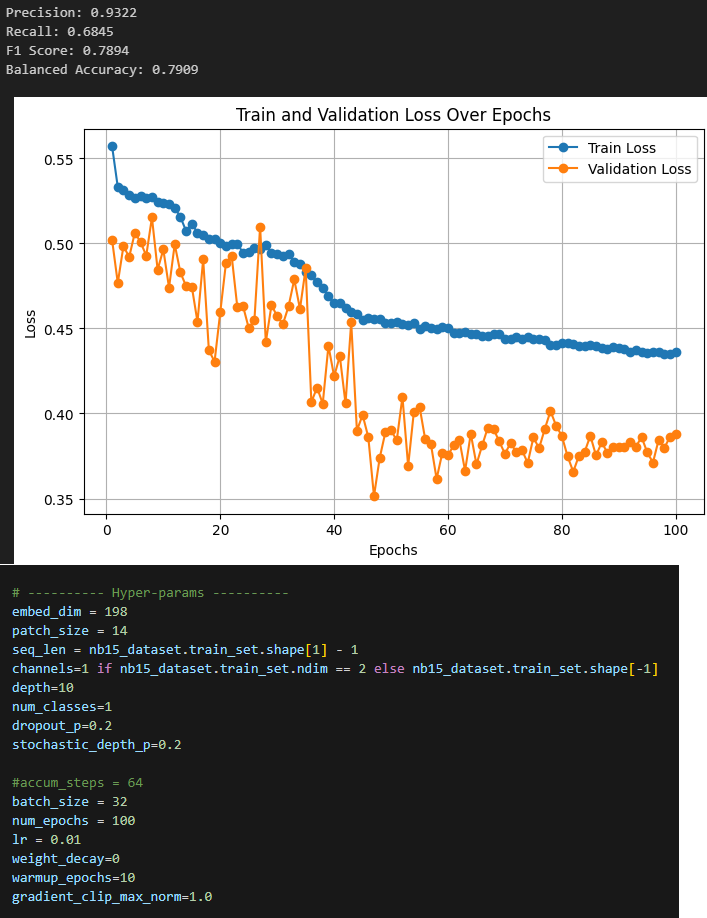 Precision: 0.9322
Recall: 0.6845
F1 Score: 0.7894
Balanced Accuracy: 0.7909
Train and Validation Loss Over Epochs
Train Loss
Validation Loss
0.55
0.50
0.45
0.40
0.35
Loss
0 20 40 60 80 100
Epochs
# ---------- Hyper-params ----------
embed_dim = 198
patch_size = 14
seq_len = nb15_dataset.train_set.shape[1] - 1
channels=1 if nb15_dataset.train_set.ndim == 2 else nb15_dataset.train_set.shape[-1]
depth=10
num_classes=1
dropout_p=0.2
stochastic_depth_p=0.2
#accum_steps = 64
batch_size = 32
num_epochs = 100
lr = 0.01
weight_decay=0
warmup_epochs=10
gradient_clip_max_norm=1.0